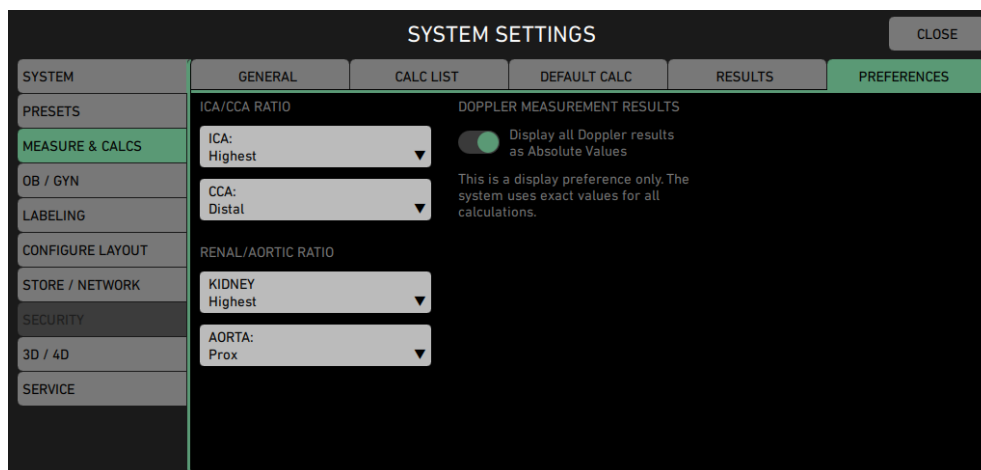 SYSTEM SETTINGS
CLOSE
SYSTEM
PRESETS
MEASURE & CALCS
OB / GYN
LABELING
CONFIGURE LAYOUT
STORE / NETWORK
SECURITY
3D / 4D
SERVICE
GENERAL
CALC LIST
DEFAULT CALC
RESULTS
PREFERENCES
ICA/CCA RATIO
ICA:
Highest
CCA:
Distal
RENAL/AORTIC RATIO
KIDNEY
Highest
AORTA:
Prox
DOPPLER MEASUREMENT RESULTS
Display all Doppler results
as Absolute Values
This is a display preference only. The
system uses exact values for all
calculations.